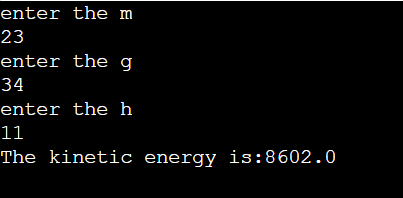 enter the m
23
enter the g
34
enter the h
11
The kinetic energy is:8602.0